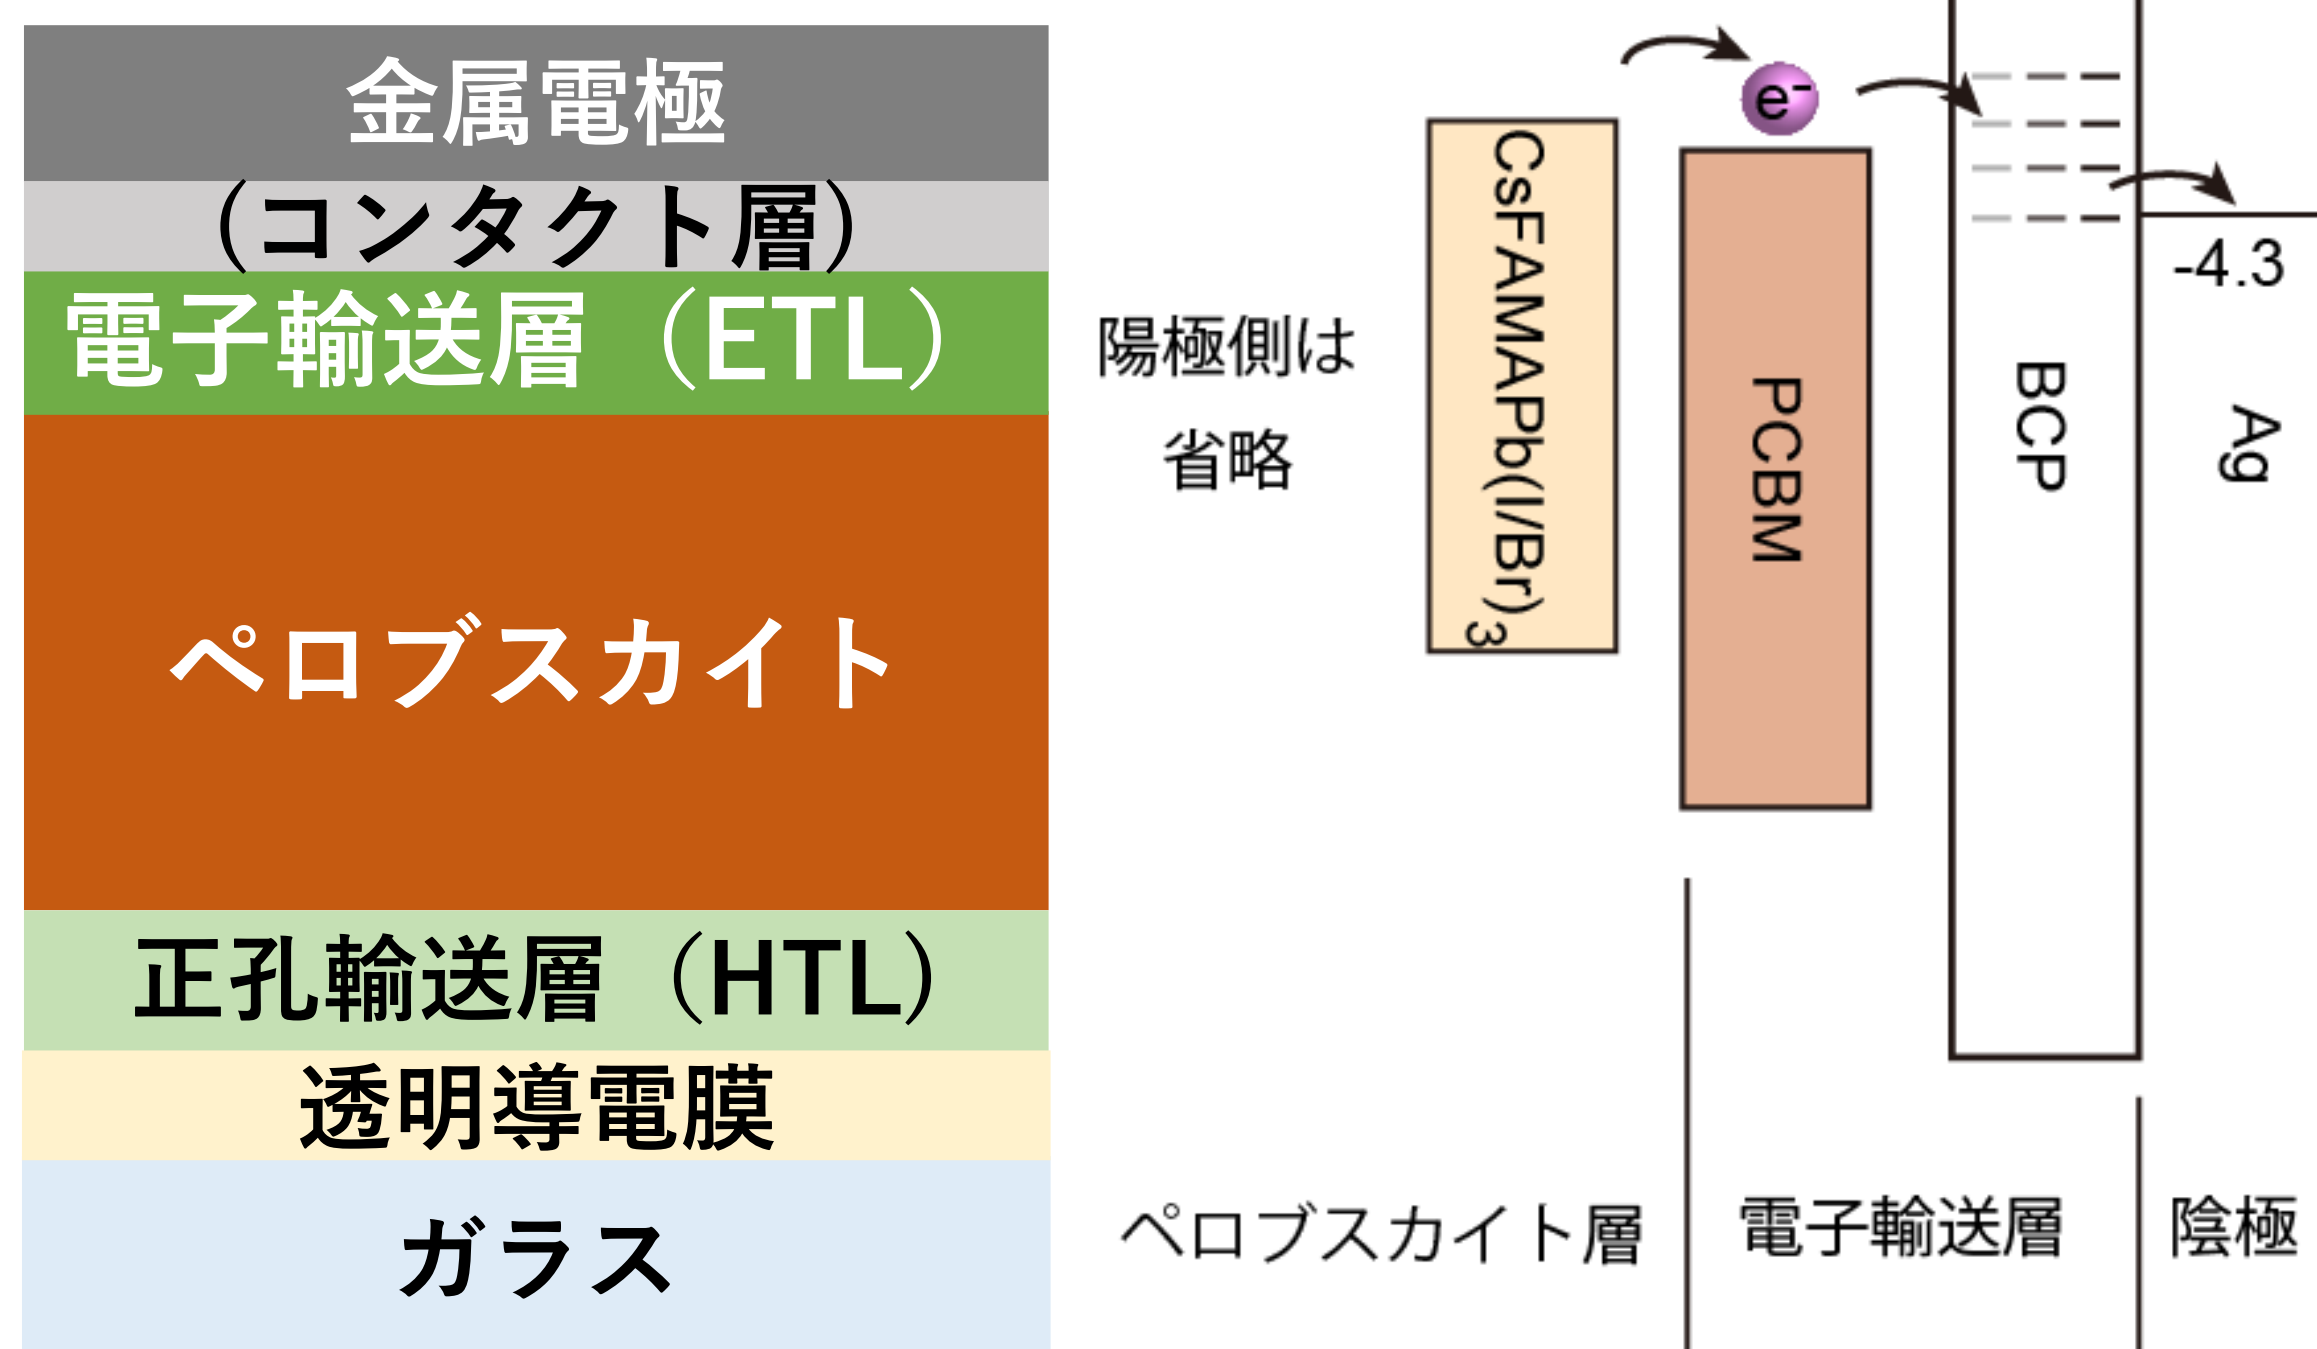 金属電極
（コンタクト層）
電子輸送層（ETL）
ペロブスカイト
正孔輸送層（HTL）
透明導電膜
ガラス
陽極側は
省略
CsFAMAPb(I/Br)3
e-
PCBM
BCP
-4.3
Ag
ペロブスカイト層
電子輸送層
陰極